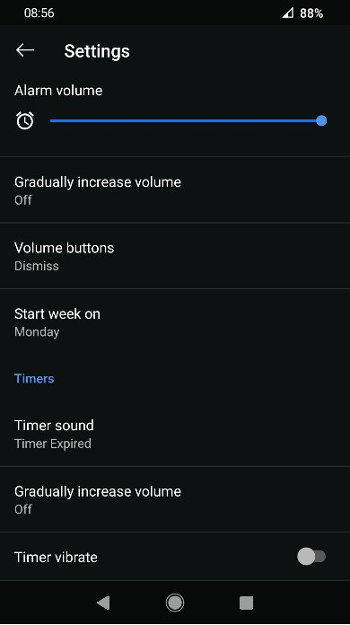 08:56 88%
Settings
Alarm volume
Gradually increase volume
Off
Volume buttons
Dismiss
Start week on
Monday
Timers
Timer sound
Timer Expired
Gradually increase volume
Off
Timer vibrate